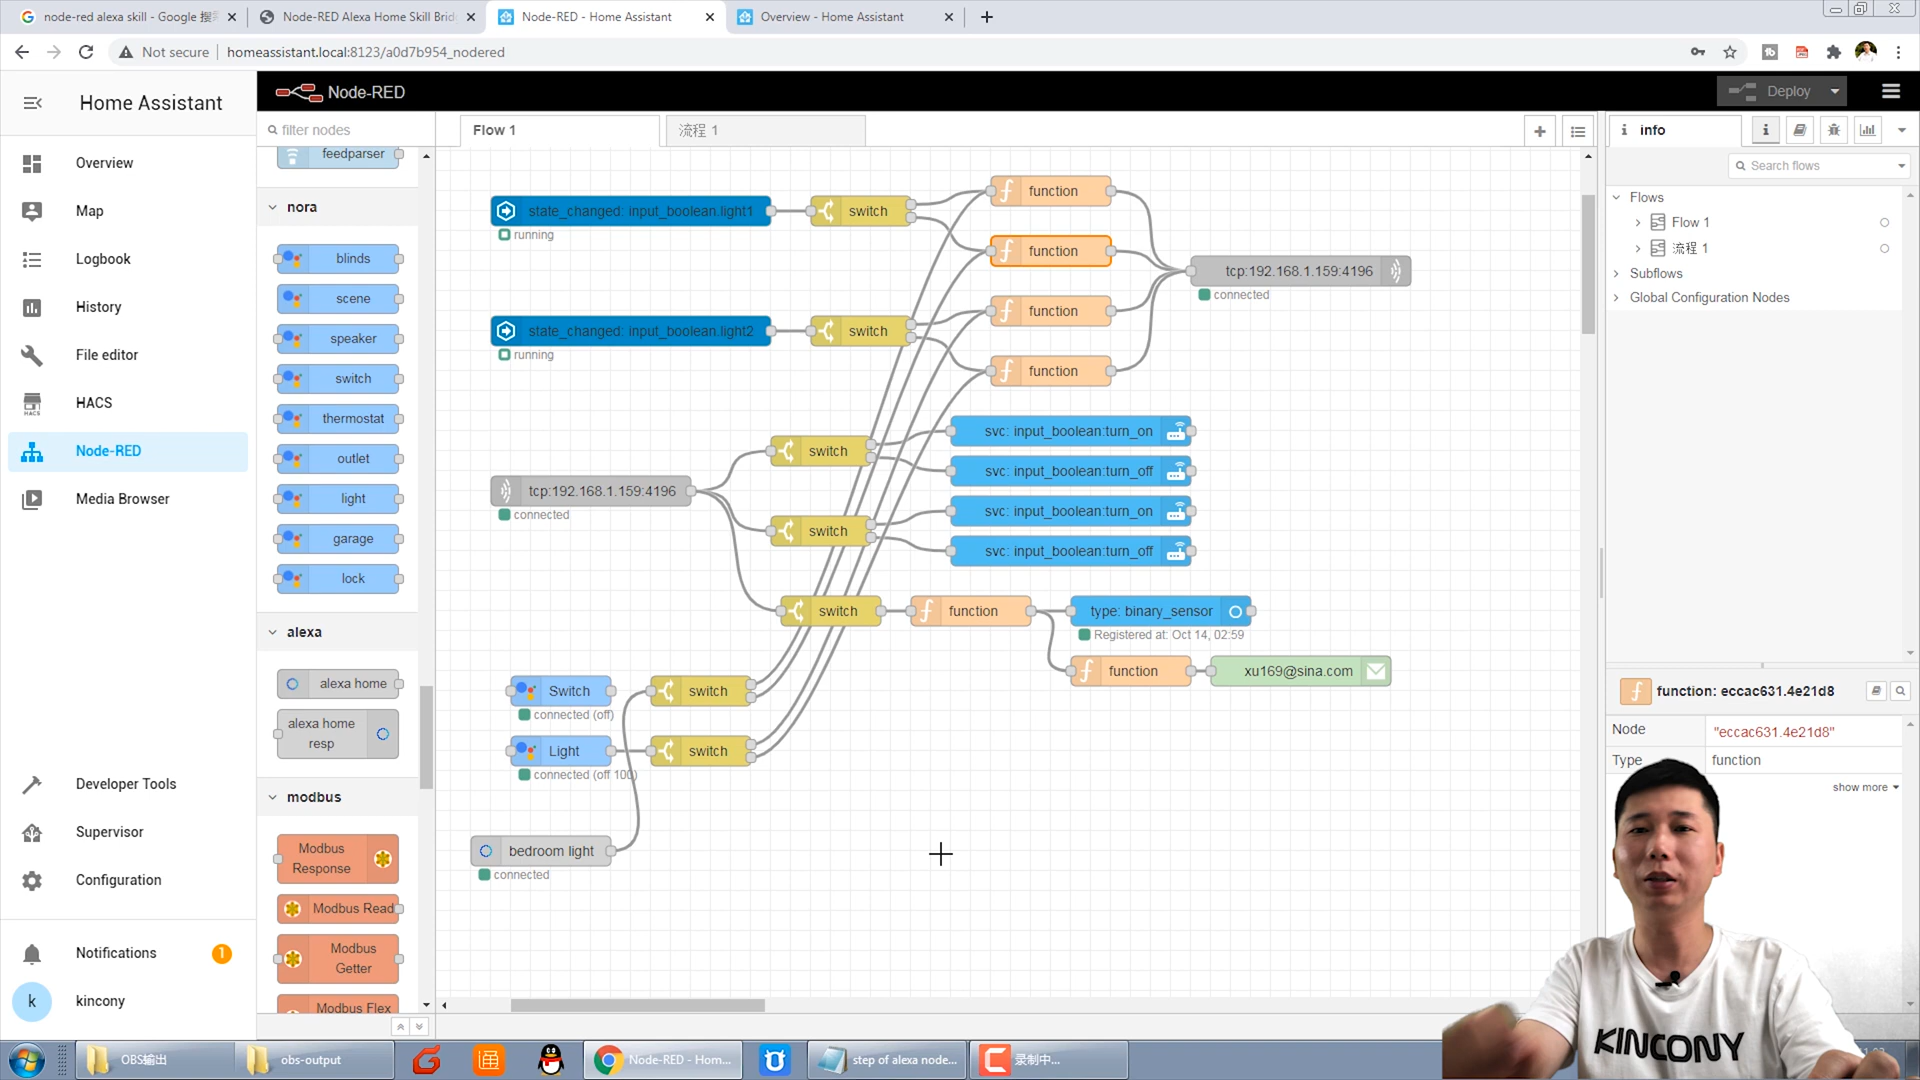 node-red alexa skill - Google 搜
Node-RED Alexa Home Skill Brid
Node-RED - Home Assistant
Overview - Home Assistant
Not secure
homeassistant.local:8123/a0d7b954_nodered
Home Assistant
Node-RED
Deploy
Overview
Map
Logbook
History
File editor
HACS
Node-RED
Media Browser
Developer Tools
Supervisor
Configuration
Notifications
1
k
kincony
filter nodes
feedparser
nora
blinds
scene
speaker
switch
thermostat
outlet
light
garage
lock
alexa
alexa home
alexa home
resp
modbus
Modbus
Response
Modbus Read
Modbus
Getter
Modbus Flex
Flow 1
流程 1
state_changed: input_boolean.light1
running
switch
function
function
tcp:192.168.1.159:4196
connected
state_changed: input_boolean.light2
running
switch
function
function
tcp:192.168.1.159:4196
connected
switch
svc: input_boolean:turn_on
svc: input_boolean:turn_off
switch
svc: input_boolean:turn_on
svc: input_boolean:turn_off
switch
function
type: binary_sensor
Registered at: Oct 14, 02:59
function
xu169@sina.com
Switch
connected (off)
switch
Light
connected (off 100)
switch
bedroom light
connected
info
Search flows
Flows
Flow 1
流程 1
Subflows
Global Configuration Nodes
function: eccac631.4e21d8
Node
"eccac631.4e21d8"
Type
function
show more
KINCONY
OBS输出
obs-output
Node-RED - Hom...
step of alexa node...
录制中...